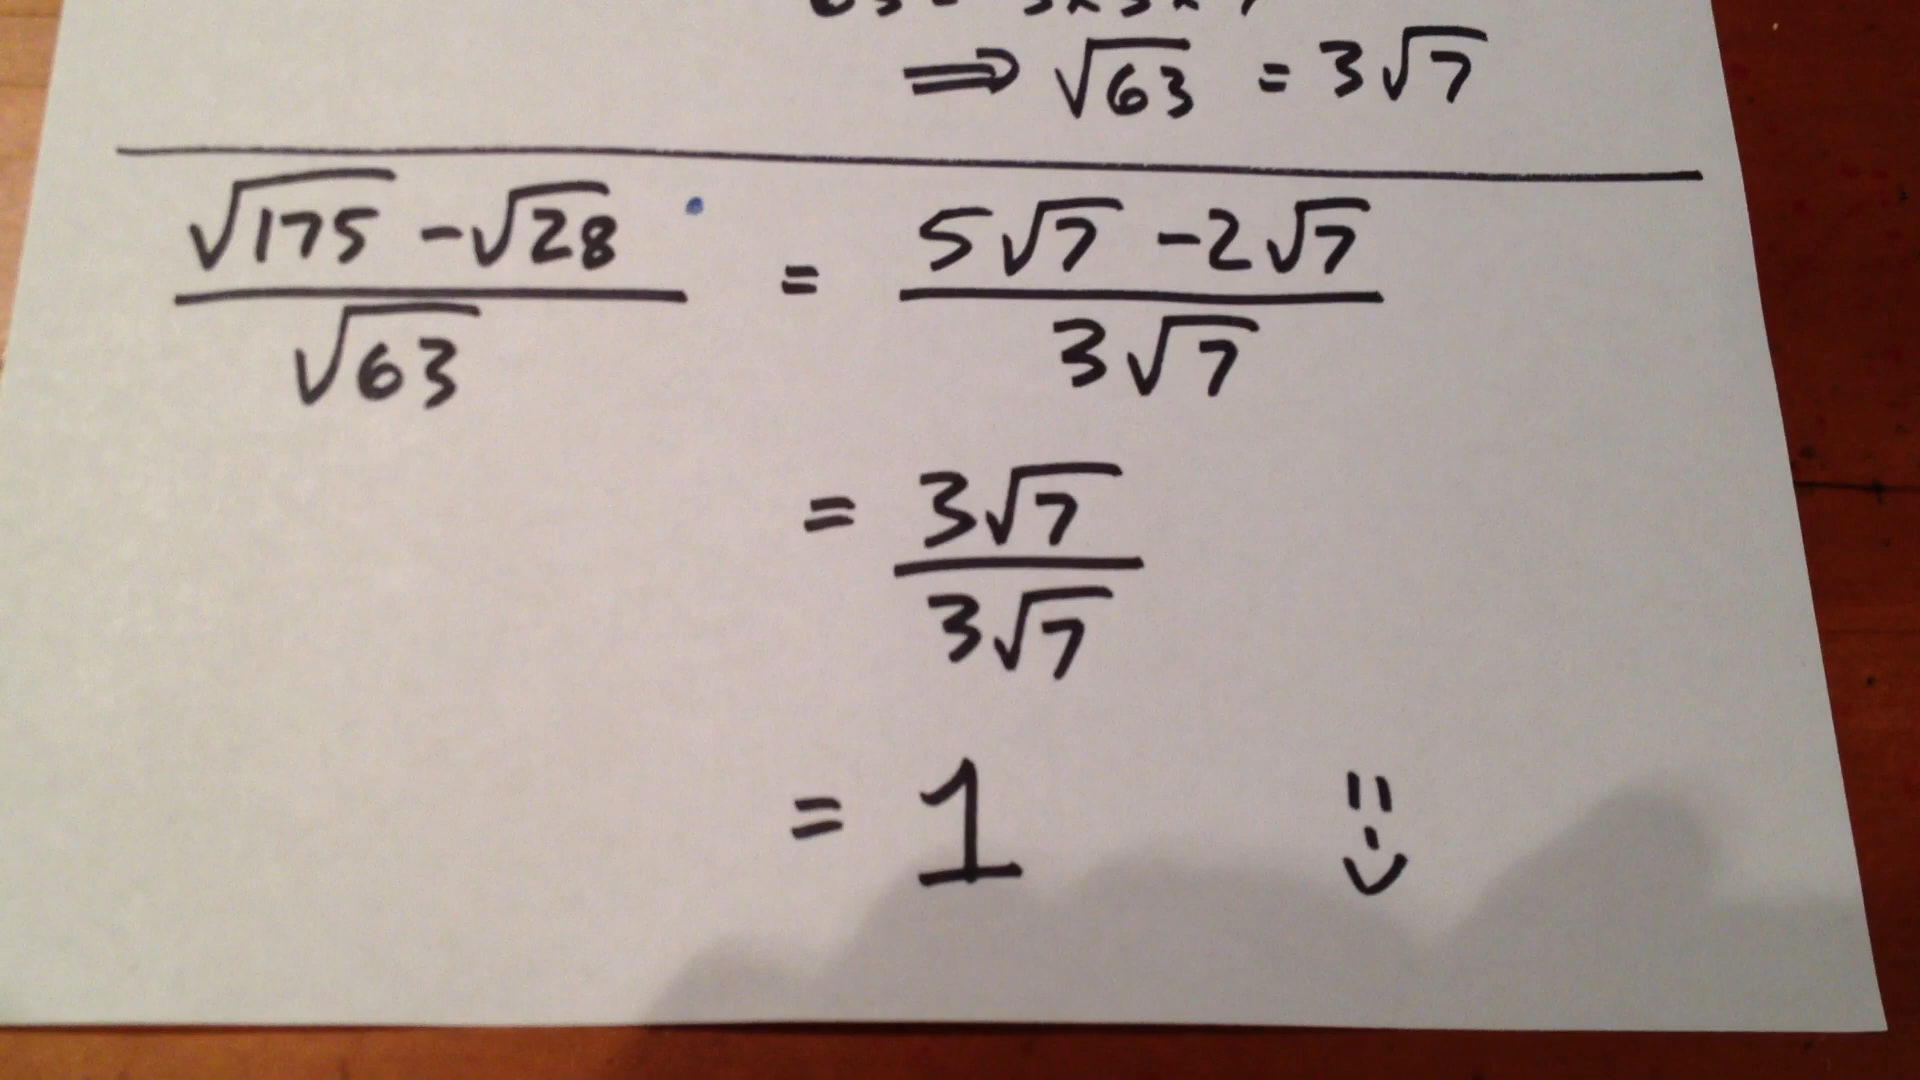 ⟹ √63 = 3√7
(√175 - √28) / √63 = (5√7 - 2√7) / (3√7)
= 3√7 / 3√7
= 1